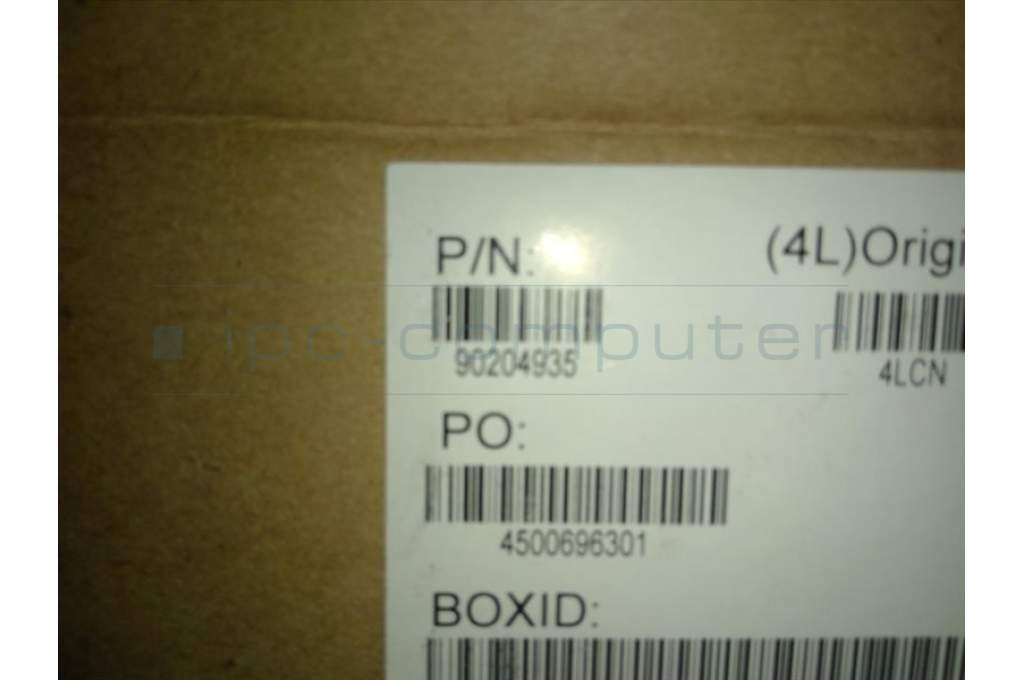 P/N:
(4L)Origi
90204935
4LCN
ipc-computer
PO:
4500696301
BOXID: